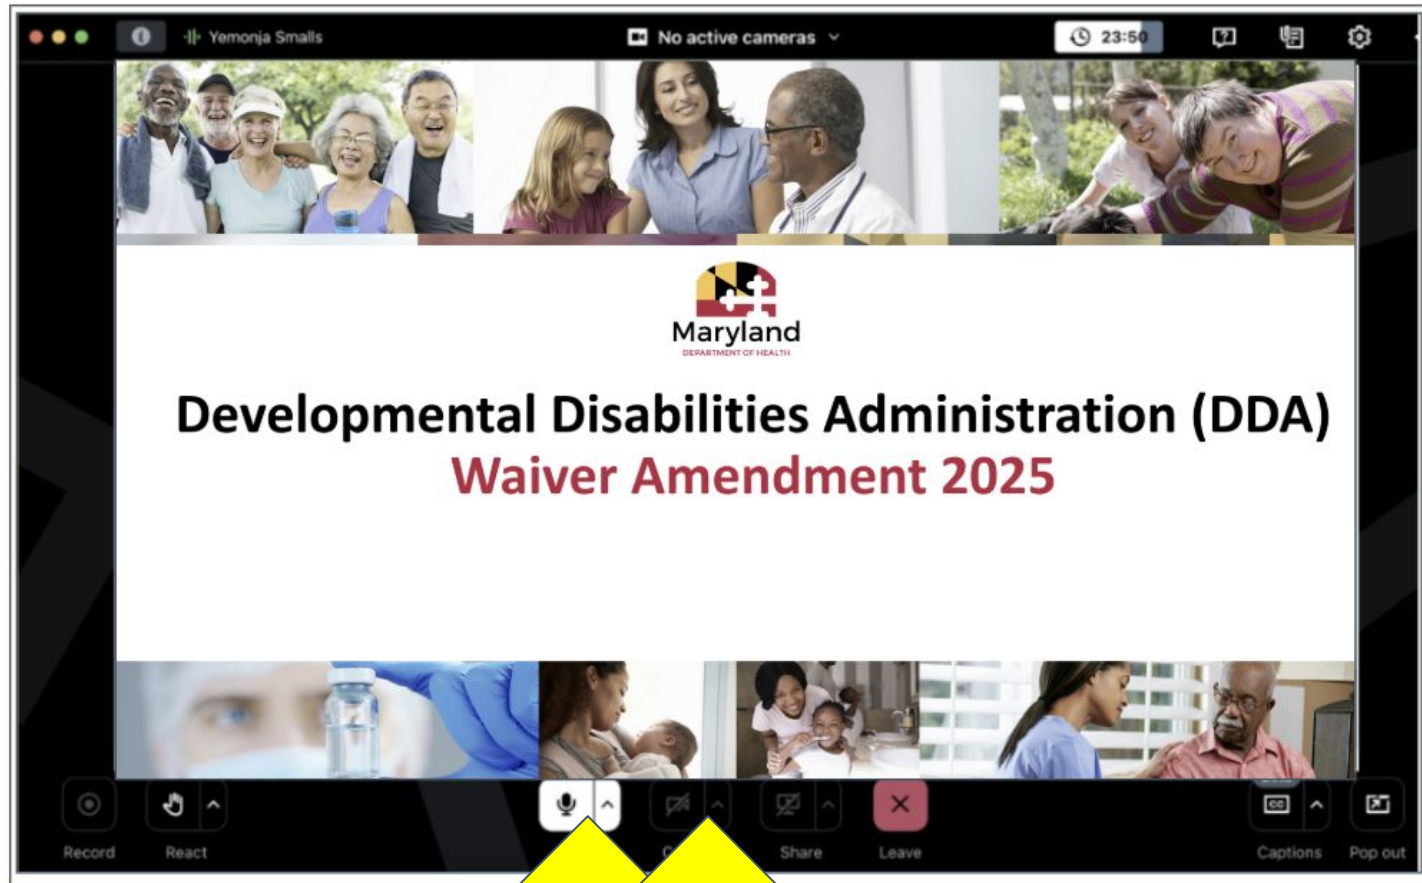 Yemonja Smalls
No active cameras
23:50
Maryland
DEPARTMENT OF HEALTH
Developmental Disabilities Administration (DDA)
Waiver Amendment 2025
Record
React
Share
Leave
CC
Captions
Pop out